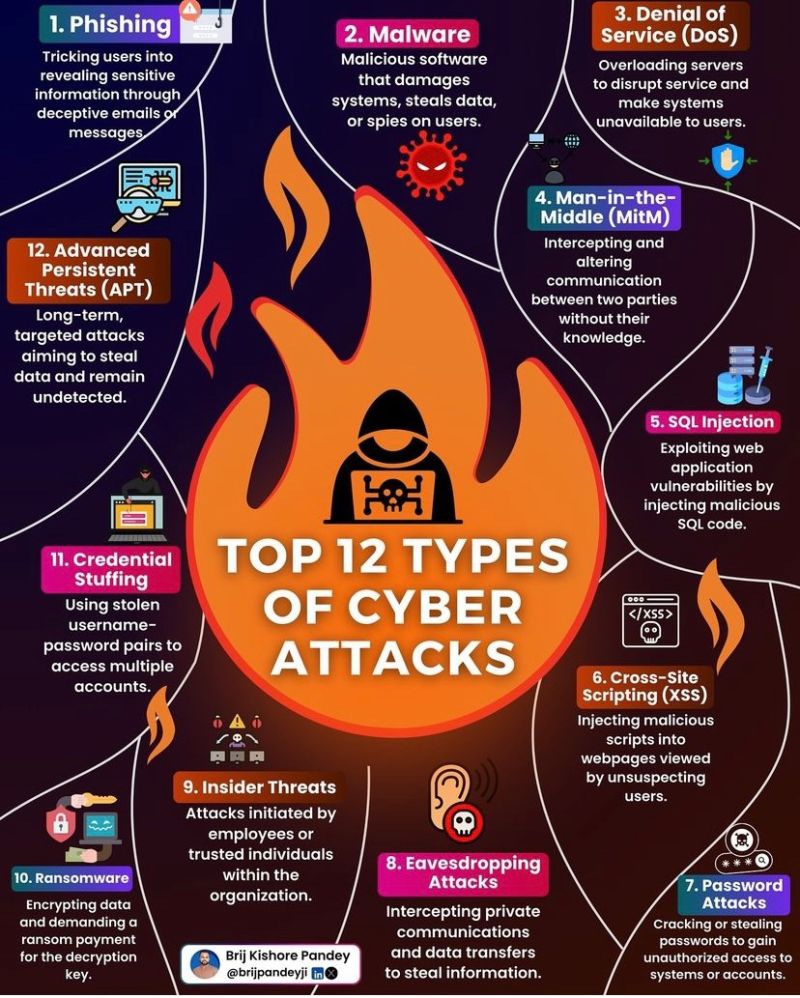 1. Phishing
Tricking users into
revealing sensitive
information through
deceptive emails or
messages.
2. Malware
Malicious software
that damages
systems, steals data,
or spies on users.
3. Denial of
Service (DoS)
Overloading servers
to disrupt service and
make systems
unavailable to users.
4. Man-in-the-
Middle (MitM)
Intercepting and
altering
communication
between two parties
without their
knowledge.
5. SQL Injection
Exploiting web
application
vulnerabilities by
injecting malicious
SQL code.
</XSS>
6. Cross-Site
Scripting (XSS)
Injecting malicious
scripts into
webpages viewed
by unsuspecting
users.
****
7. Password
Attacks
Cracking or stealing
passwords to gain
unauthorized access to
systems or accounts.
8. Eavesdropping
Attacks
Intercepting private
communications
and data transfers
to steal information.
9. Insider Threats
Attacks initiated by
employees or
trusted individuals
within the
organization.
10. Ransomware
Encrypting data
and demanding a
ransom payment
for the decryption
key.
11. Credential
Stuffing
Using stolen
username-
password pairs to
access multiple
accounts.
12. Advanced
Persistent
Threats (APT)
Long-term,
targeted attacks
aiming to steal
data and remain
undetected.
TOP 12 TYPES
OF CYBER
ATTACKS
Brij Kishore Pandey
@brijpandeyji in X